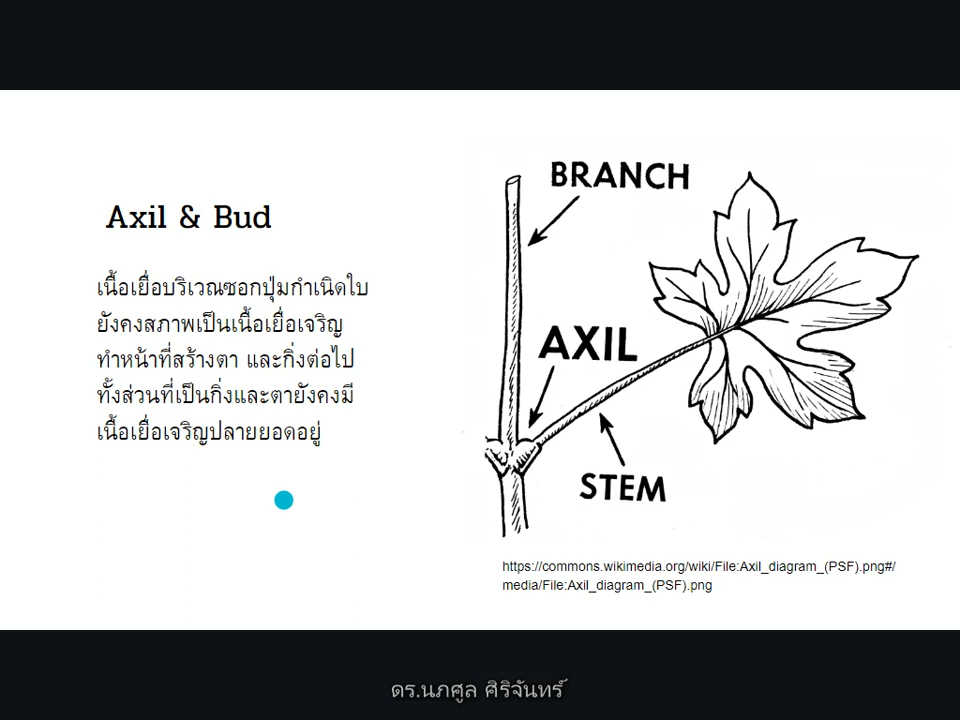 Axil & Bud
เนื้อเยื่อบริเวณซอกปุ่มกำเนิดใบ
ยังคงสภาพเป็นเนื้อเยื่อเจริญ
ทำหน้าที่สร้างตา และกิ่งต่อไป
ทั้งส่วนที่เป็นกิ่งและตายังคงมี
เนื้อเยื่อเจริญปลายยอดอยู่
BRANCH
AXIL
STEM
https://commons.wikimedia.org/wiki/File:Axil_diagram_(PSF).png#/
media/File:Axil_diagram_(PSF).png
ดร.นภศูล ศิริจันทร์